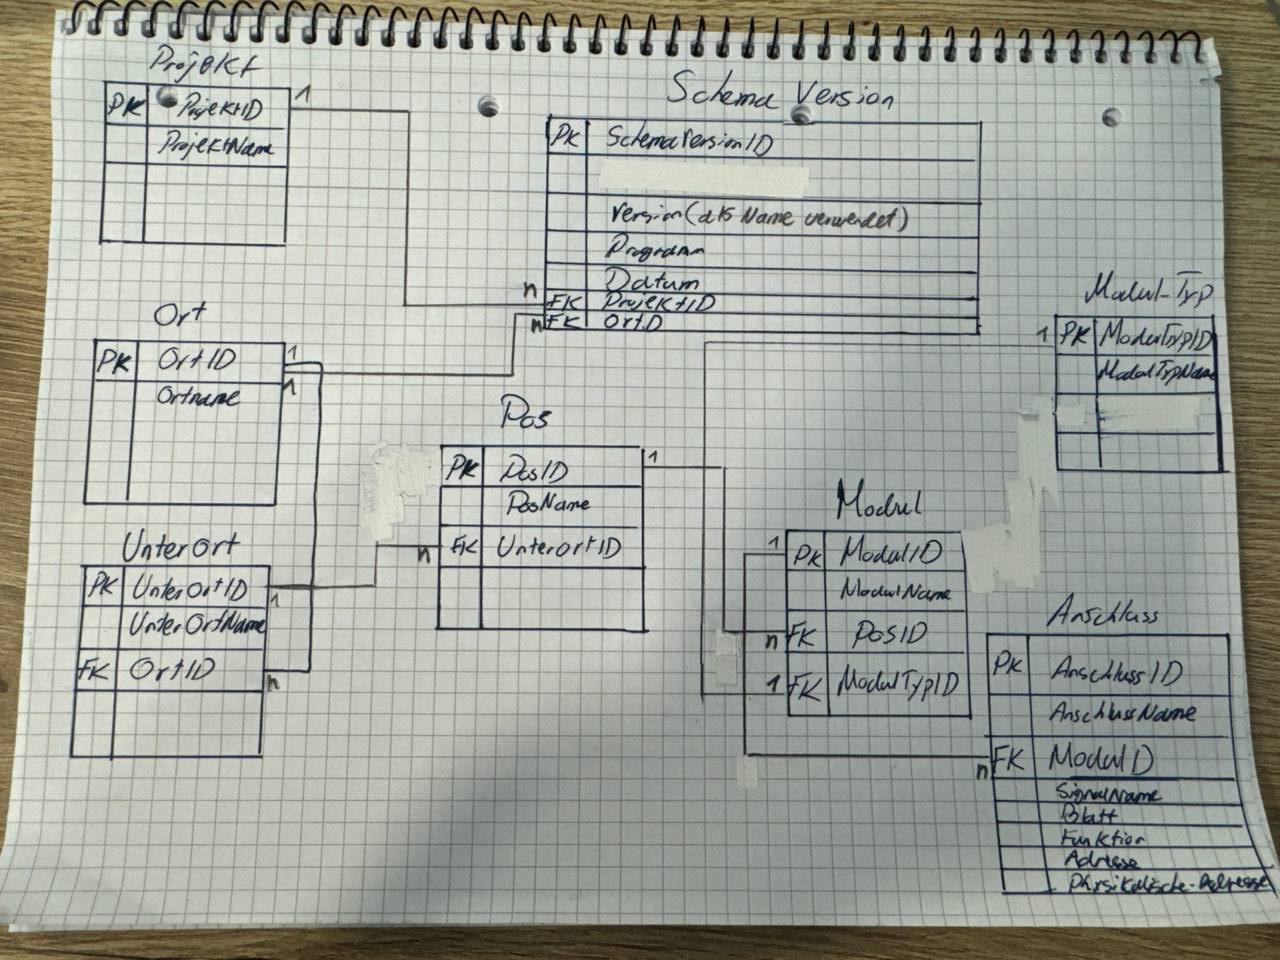 Projekt
PK ProjektID 1
ProjektName
Schema Version
PK SchemaVersionID
Version (als Name verwendet)
Programm
Datum
n FK ProjektID
n FK OrtID
Modul-Typ
1 PK ModulTypID
ModulTypName
Ort
PK OrtID 1
1
Ortname
Pos
PK PosID 1
PosName
n FK UnterortID
UnterOrt
PK UnterOrtID 1
UnterOrtName
FK OrtID n
Modul
1 PK ModulID
ModulName
n FK PosID
1 FK ModulTypID
Anschluss
PK AnschlussID
AnschlussName
n FK ModulID
SignalName
Blatt
Funktion
Adresse
Physikalische-Adresse